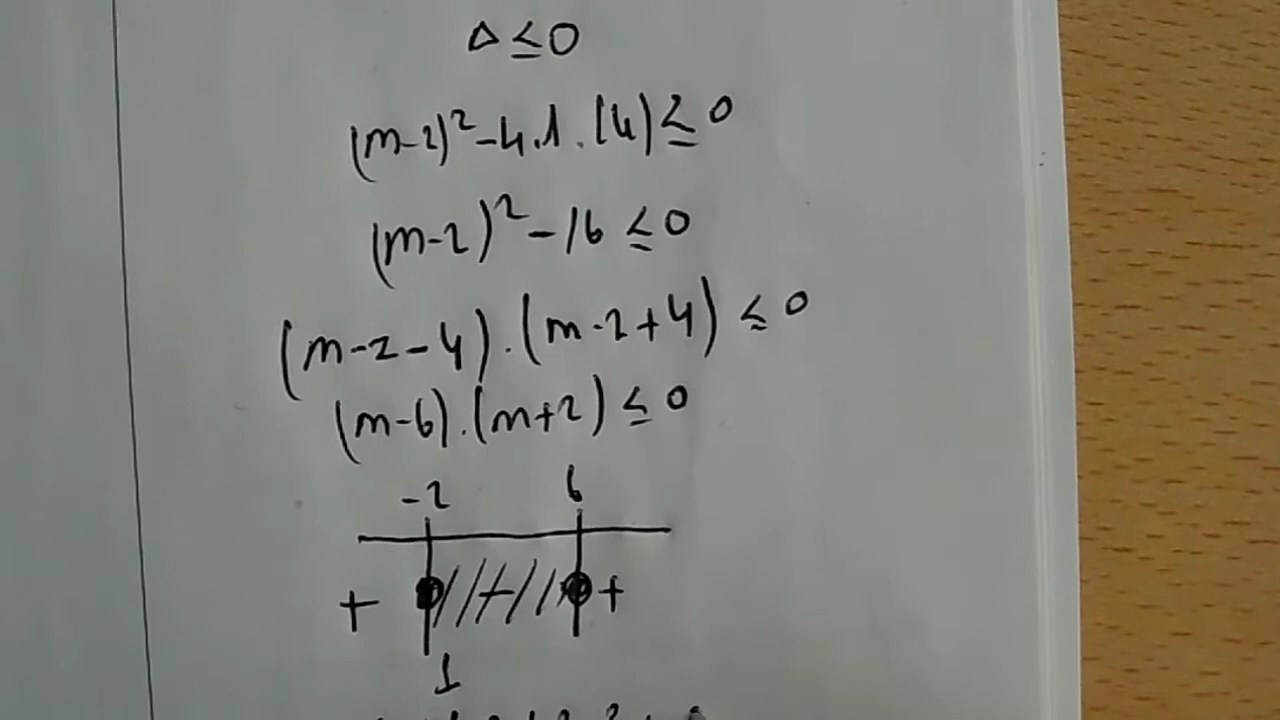 Δ ≤ 0
(m-2)² - 4.1.(4) ≤ 0
(m-2)² - 16 ≤ 0
(m-2-4).(m-2+4) ≤ 0
(m-6).(m+2) ≤ 0
-2 6
+ - +